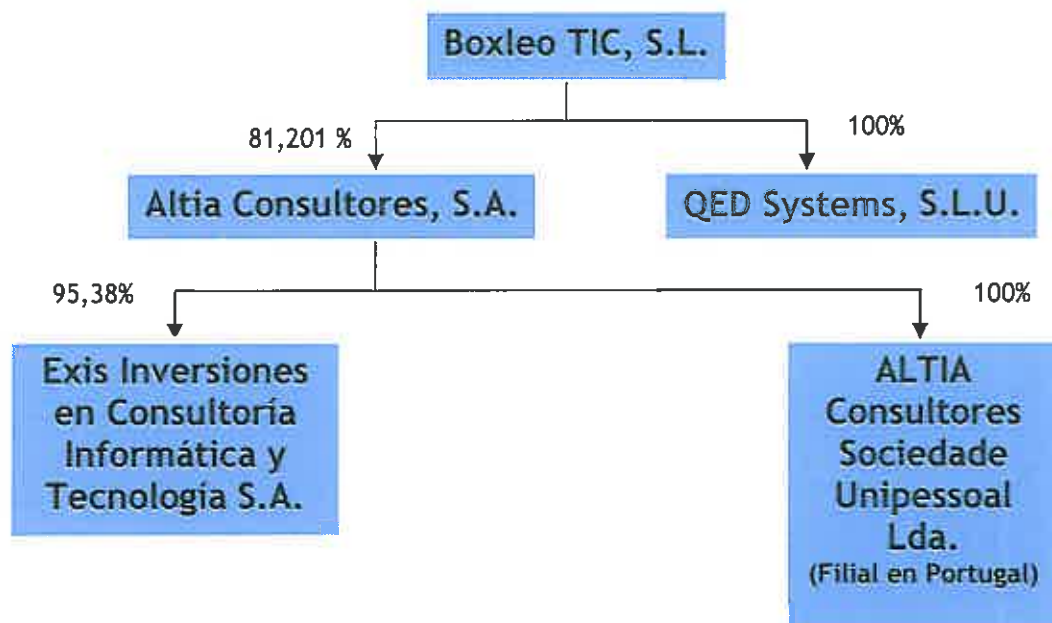 Boxleo TIC, S.L.
81,201 %
100%
Altia Consultores, S.A.
QED Systems, S.L.U.
95,38%
100%
Exis Inversiones
en Consultoría
Informática y
Tecnología S.A.
ALTIA
Consultores
Sociedade
Unipessoal
Lda.
(Filial en Portugal)